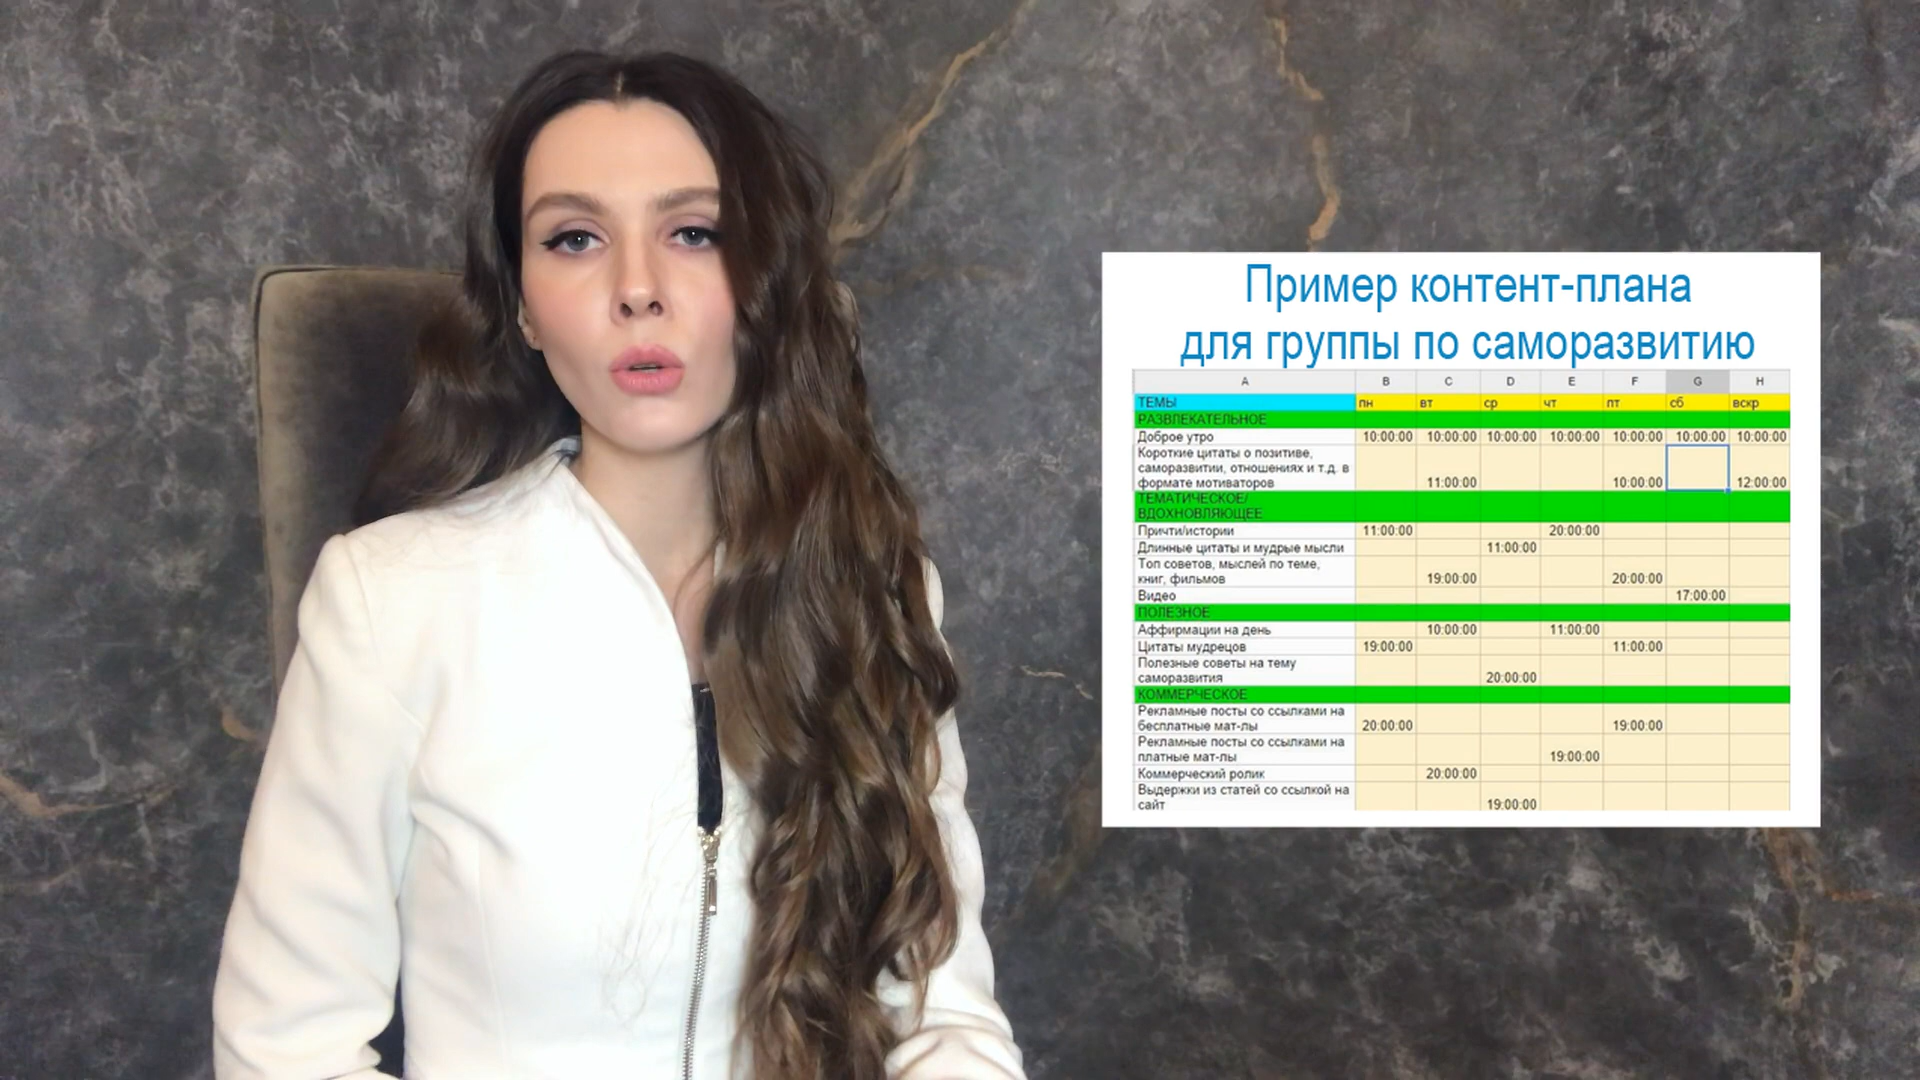 Пример контент-плана
для группы по саморазвитию
A B C D E F G H
ТЕМЫ пн вт ср чт пт сб вскр
РАЗВЛЕКАТЕЛЬНОЕ
Доброе утро 10:00:00 10:00:00 10:00:00 10:00:00 10:00:00 10:00:00 10:00:00
Короткие цитаты о позитиве,
саморазвитии, отношениях и т.д. в
формате мотиваторов 11:00:00 10:00:00 12:00:00
ТЕМАТИЧЕСКОЕ/
ВДОХНОВЛЯЮЩЕЕ
Причти/истории 11:00:00 20:00:00
Длинные цитаты и мудрые мысли 11:00:00
Топ советов, мыслей по теме,
книг, фильмов 19:00:00 20:00:00
Видео 17:00:00
ПОЛЕЗНОЕ
Аффирмации на день 10:00:00 11:00:00
Цитаты мудрецов 19:00:00 11:00:00
Полезные советы на тему
саморазвития 20:00:00
КОММЕРЧЕСКОЕ
Рекламные посты со ссылками на
бесплатные мат-лы 20:00:00 19:00:00
Рекламные посты со ссылками на
платные мат-лы 19:00:00
Коммерческий ролик 20:00:00
Выдержки из статей со ссылкой на
сайт 19:00:00